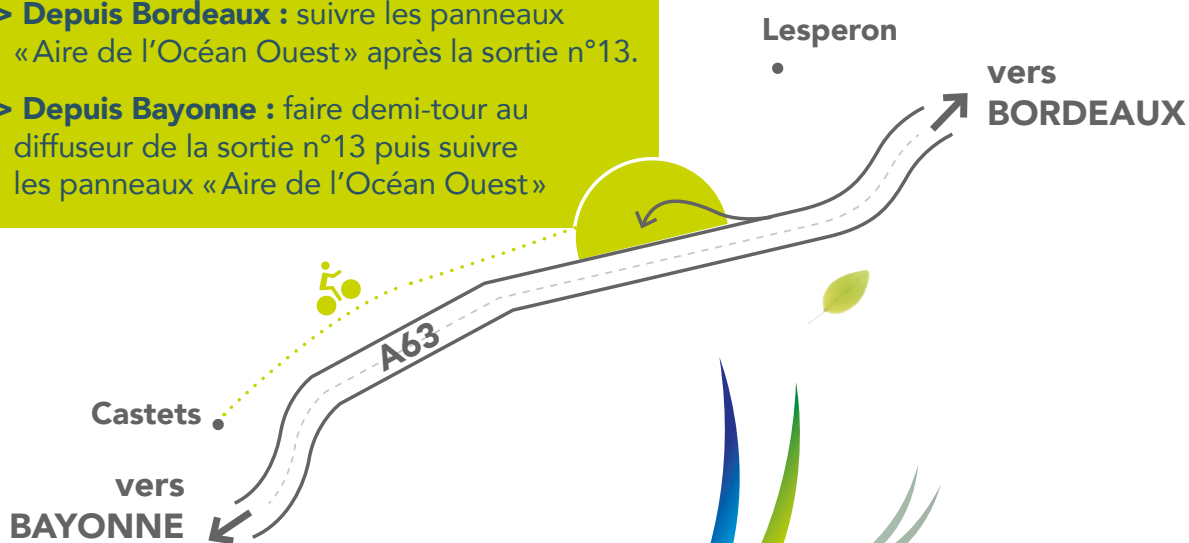 > Depuis Bordeaux : suivre les panneaux
« Aire de l’Océan Ouest » après la sortie n°13.
> Depuis Bayonne : faire demi-tour au
diffuseur de la sortie n°13 puis suivre
les panneaux « Aire de l’Océan Ouest »
Lesperon
vers
BORDEAUX
A63
Castets
vers
BAYONNE